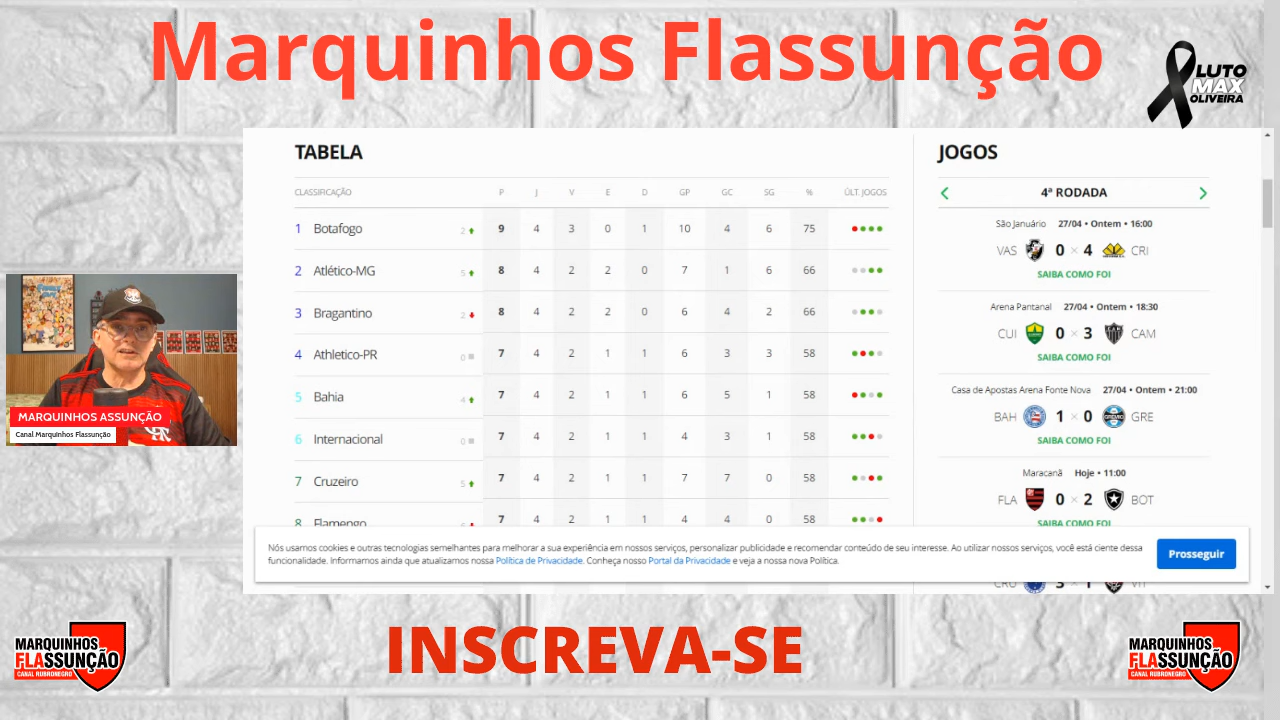 Marquinhos Flassunção
LUTO
MAX
OLIVEIRA
TABELA
CLASSIFICAÇÃO P J V E D GP GC SG % ÚLT. JOGOS
1 Botafogo 2 9 4 3 0 1 10 4 6 75
2 Atlético-MG 5 8 4 2 2 0 7 1 6 66
3 Bragantino 2 8 4 2 2 0 6 4 2 66
4 Athletico-PR 0 7 4 2 1 1 6 3 3 58
5 Bahia 4 7 4 2 1 1 6 5 1 58
6 Internacional 0 7 4 2 1 1 4 3 1 58
7 Cruzeiro 5 7 4 2 1 1 7 7 0 58
8 Flamengo 7 4 2 1 1 4 4 0 58
JOGOS
4ª RODADA
São Januário 27/04 • Ontem • 16:00
VAS 0 × 4 CRI
SAIBA COMO FOI
Arena Pantanal 27/04 • Ontem • 18:30
CUI 0 × 3 CAM
SAIBA COMO FOI
Casa de Apostas Arena Fonte Nova 27/04 • Ontem • 21:00
BAH 1 × 0 GRE
SAIBA COMO FOI
Maracanã Hoje • 11:00
FLA 0 × 2 BOT
SAIBA COMO FOI
CRU 3 1 VIT
Nós usamos cookies e outras tecnologias semelhantes para melhorar a sua experiência em nossos serviços, personalizar publicidade e recomendar conteúdo de seu interesse. Ao utilizar nossos serviços, você está ciente dessa
funcionalidade. Informamos ainda que atualizamos nossa Política de Privacidade. Conheça nosso Portal da Privacidade e veja a nossa nova Política.
Prosseguir
MARQUINHOS ASSUNÇÃO
Canal Marquinhos Flassunção
MARQUINHOS
FLASSUNÇÃO
CANAL RUBRONEGRO
INSCREVA-SE
MARQUINHOS
FLASSUNÇÃO
CANAL RUBRONEGRO